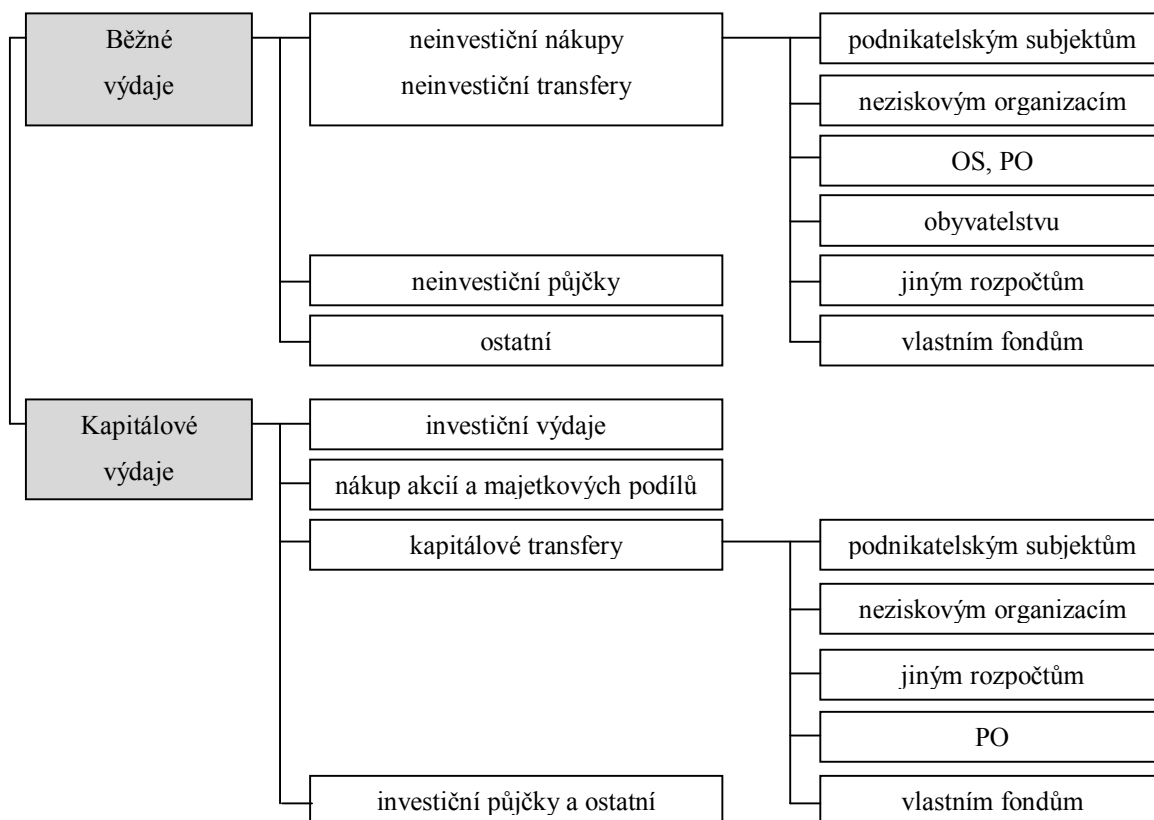 Běžné
výdaje
neinvestiční nákupy
neinvestiční transfery
podnikatelským subjektům
neziskovým organizacím
OS, PO
obyvatelstvu
jiným rozpočtům
vlastním fondům
neinvestiční půjčky
ostatní
Kapitálové
výdaje
investiční výdaje
nákup akcií a majetkových podílů
kapitálové transfery
podnikatelským subjektům
neziskovým organizacím
jiným rozpočtům
PO
vlastním fondům
investiční půjčky a ostatní